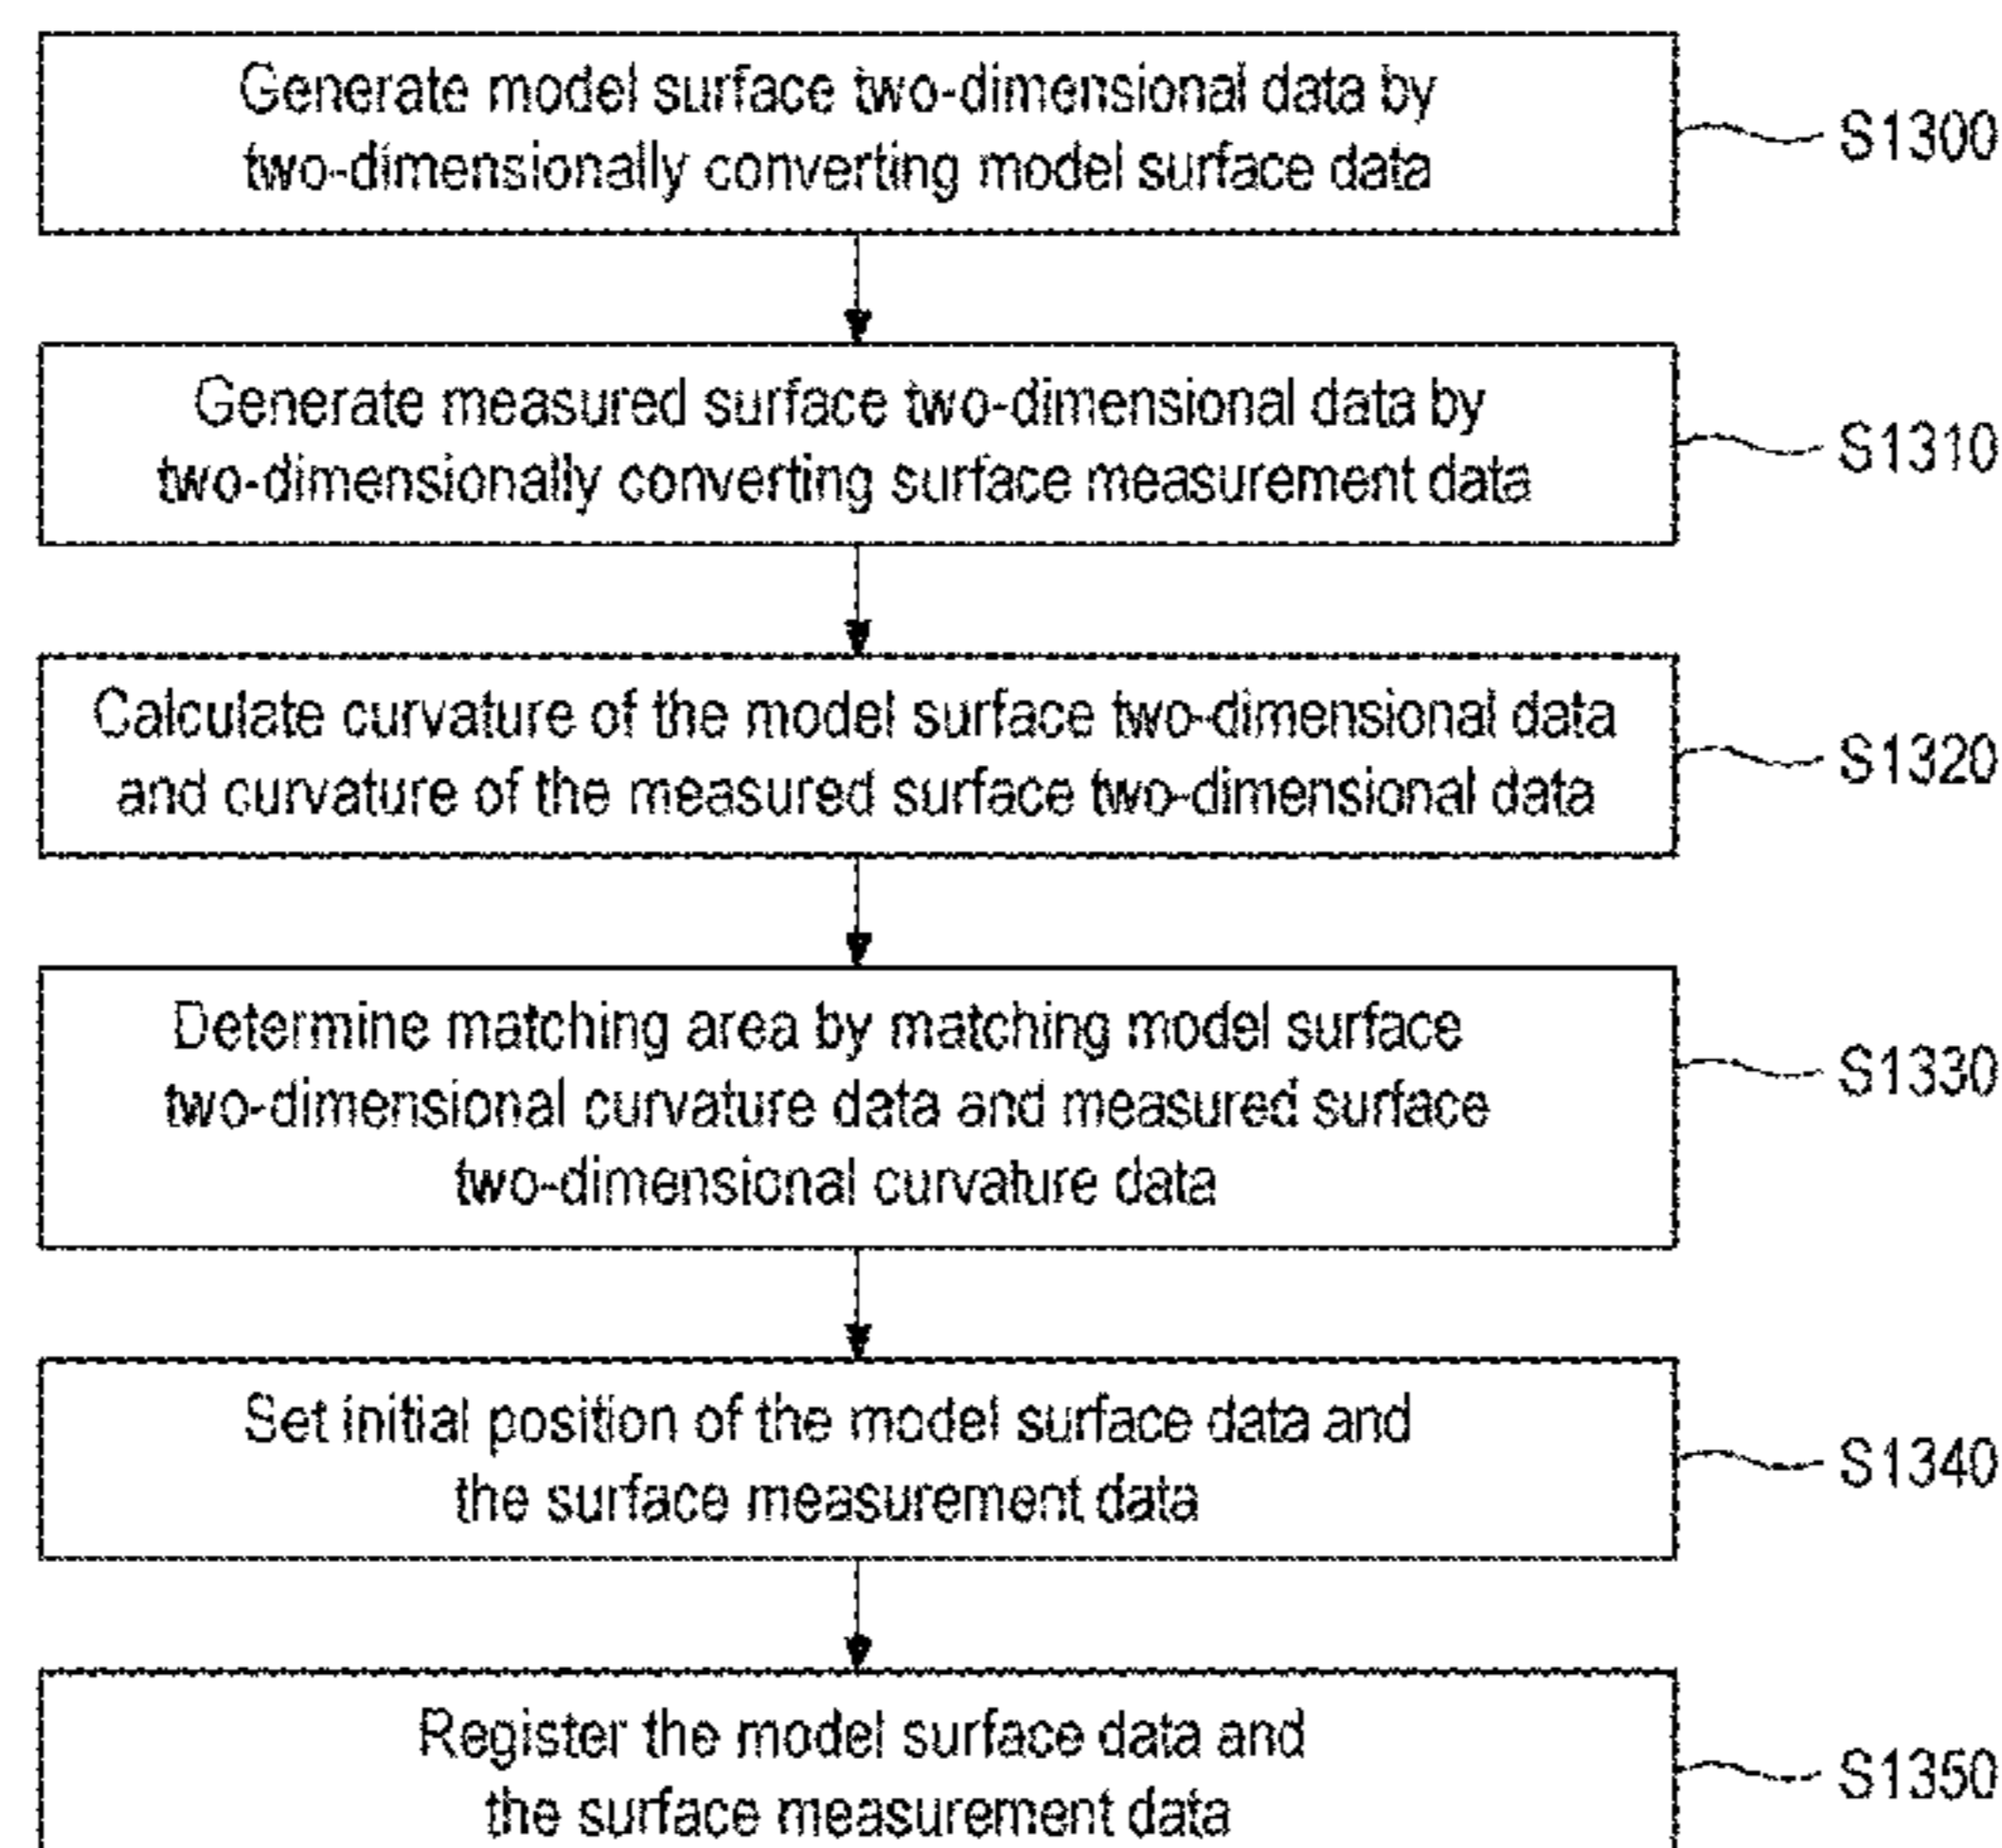 Generate model surface two-dimensional data by
two-dimensionally converting model surface data
S1300
Generate measured surface two-dimensional data by
two-dimensionally converting surface measurement data
S1310
Calculate curvature of the model surface two-dimensional data
and curvature of the measured surface two-dimensional data
S1320
Determine matching area by matching model surface
two-dimensional curvature data and measured surface
two-dimensional curvature data
S1330
Set initial position of the model surface data and
the surface measurement data
S1340
Register the model surface data and
the surface measurement data
S1350